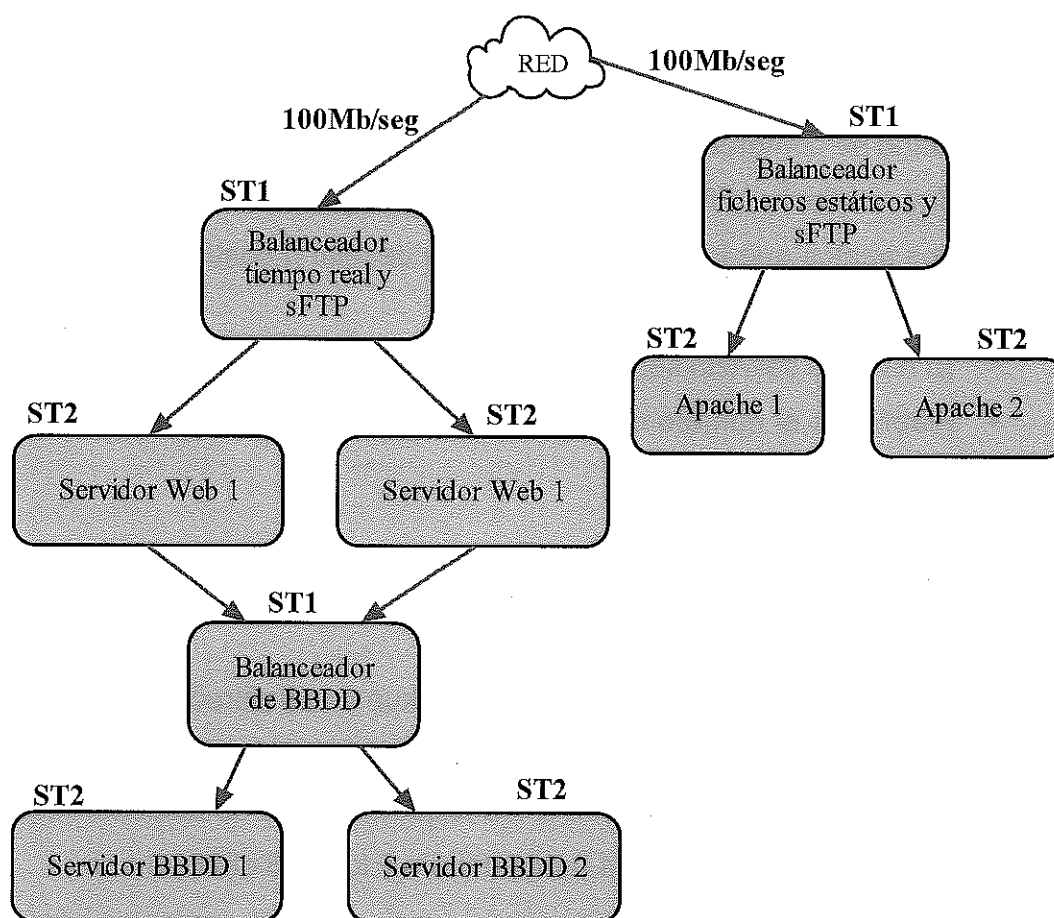 RED
100Mb/seg
100Mb/seg
ST1
Balanceador
ficheros estáticos y
sFTP
ST1
Balanceador
tiempo real y
sFTP
ST2
Apache 1
ST2
Apache 2
ST2
Servidor Web 1
ST2
Servidor Web 1
ST1
Balanceador
de BBDD
ST2
Servidor BBDD 1
ST2
Servidor BBDD 2